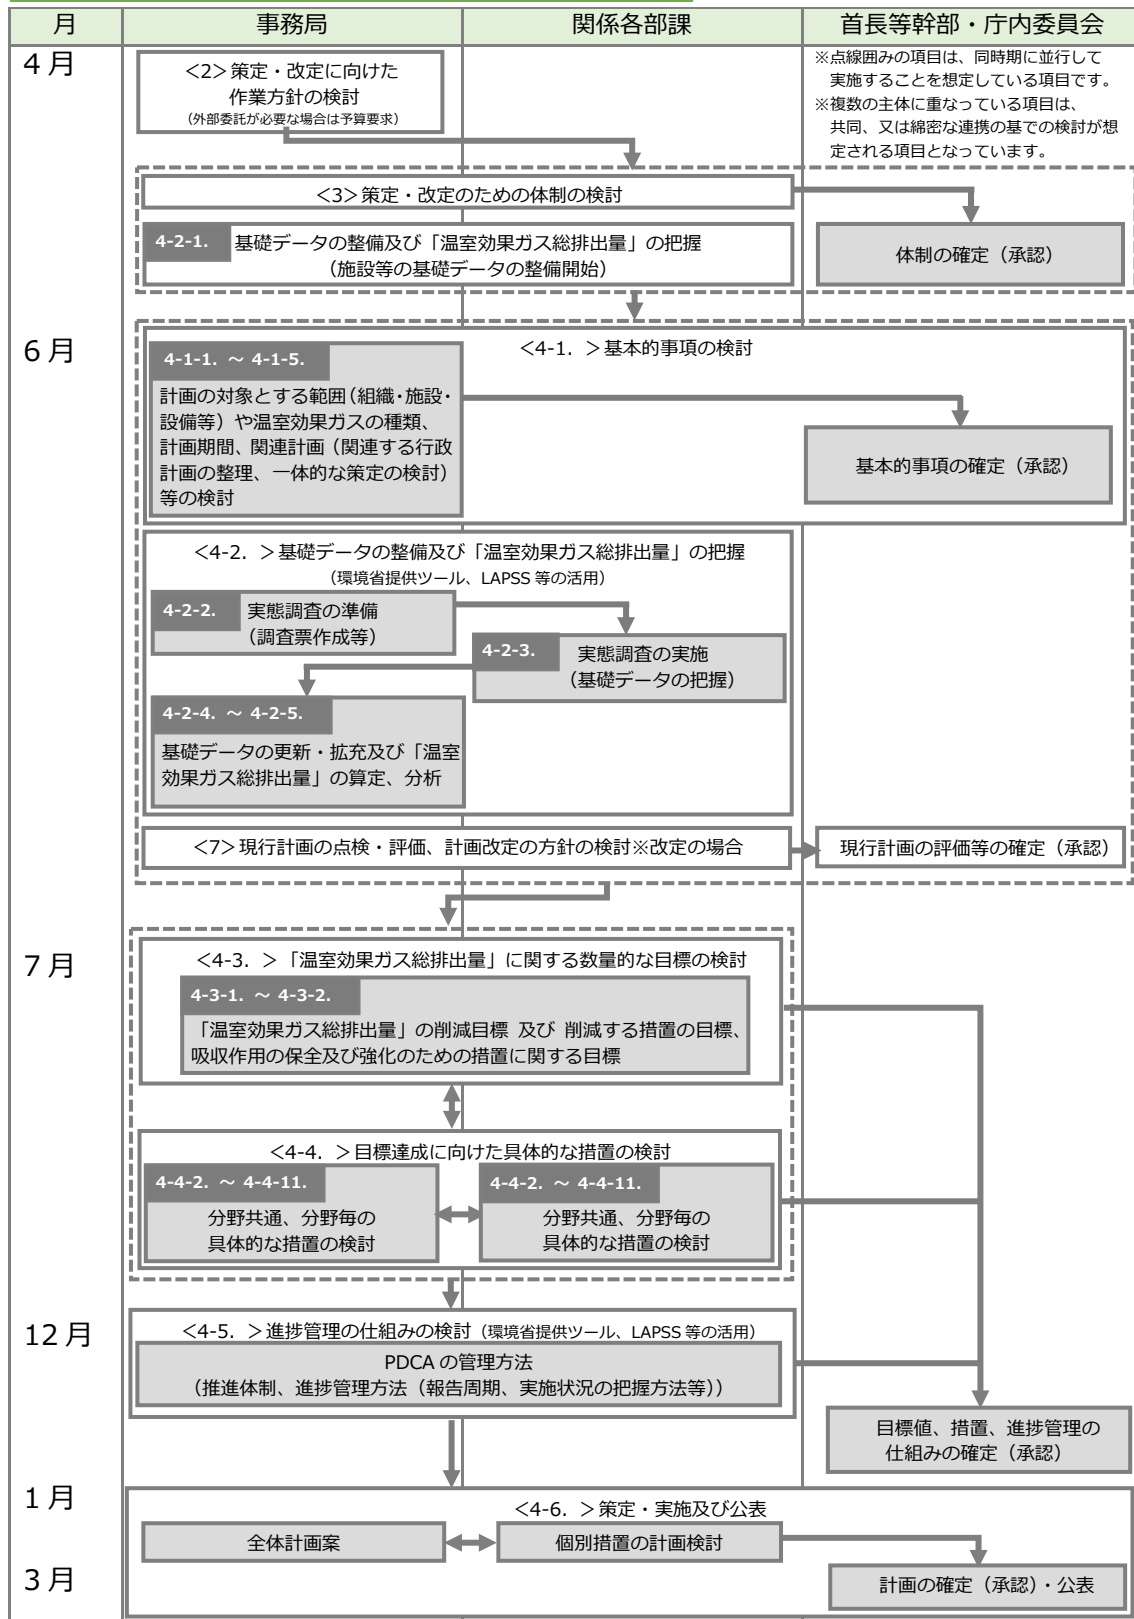 月
事務局
関係各部課
首長等幹部・庁内委員会
4月
<2>策定・改定に向けた
作業方針の検討
(外部委託が必要な場合は予算要求)
※点線囲みの項目は、同時期に並行して
実施することを想定している項目です。
※複数の主体に重なっている項目は、
共同、又は綿密な連携の基での検討が想
定される項目となっています。
<3>策定・改定のための体制の検討
4-2-1. 基礎データの整備及び「温室効果ガス総排出量」の把握
(施設等の基礎データの整備開始)
体制の確定(承認)
6月
<4-1. >基本的事項の検討
4-1-1. ~ 4-1-5.
計画の対象とする範囲(組織・施設・
設備等)や温室効果ガスの種類、
計画期間、関連計画(関連する行政
計画の整理、一体的な策定の検討)
等の検討
基本的事項の確定(承認)
<4-2. >基礎データの整備及び「温室効果ガス総排出量」の把握
(環境省提供ツール、LAPSS 等の活用)
4-2-2. 実態調査の準備
(調査票作成等)
4-2-3. 実態調査の実施
(基礎データの把握)
4-2-4. ~ 4-2-5.
基礎データの更新・拡充及び「温室
効果ガス総排出量」の算定、分析
<7>現行計画の点検・評価、計画改定の方針の検討※改定の場合
現行計画の評価等の確定(承認)
7月
<4-3. >「温室効果ガス総排出量」に関する数量的な目標の検討
4-3-1. ~ 4-3-2.
「温室効果ガス総排出量」の削減目標 及び 削減する措置の目標、
吸収作用の保全及び強化のための措置に関する目標
<4-4. >目標達成に向けた具体的な措置の検討
4-4-2. ~ 4-4-11.
分野共通、分野毎の
具体的な措置の検討
4-4-2. ~ 4-4-11.
分野共通、分野毎の
具体的な措置の検討
12月
<4-5. >進捗管理の仕組みの検討(環境省提供ツール、LAPSS 等の活用)
PDCA の管理方法
(推進体制、進捗管理方法(報告周期、実施状況の把握方法等))
目標値、措置、進捗管理の
仕組みの確定(承認)
1月
<4-6. >策定・実施及び公表
全体計画案
個別措置の計画検討
3月
計画の確定(承認)・公表